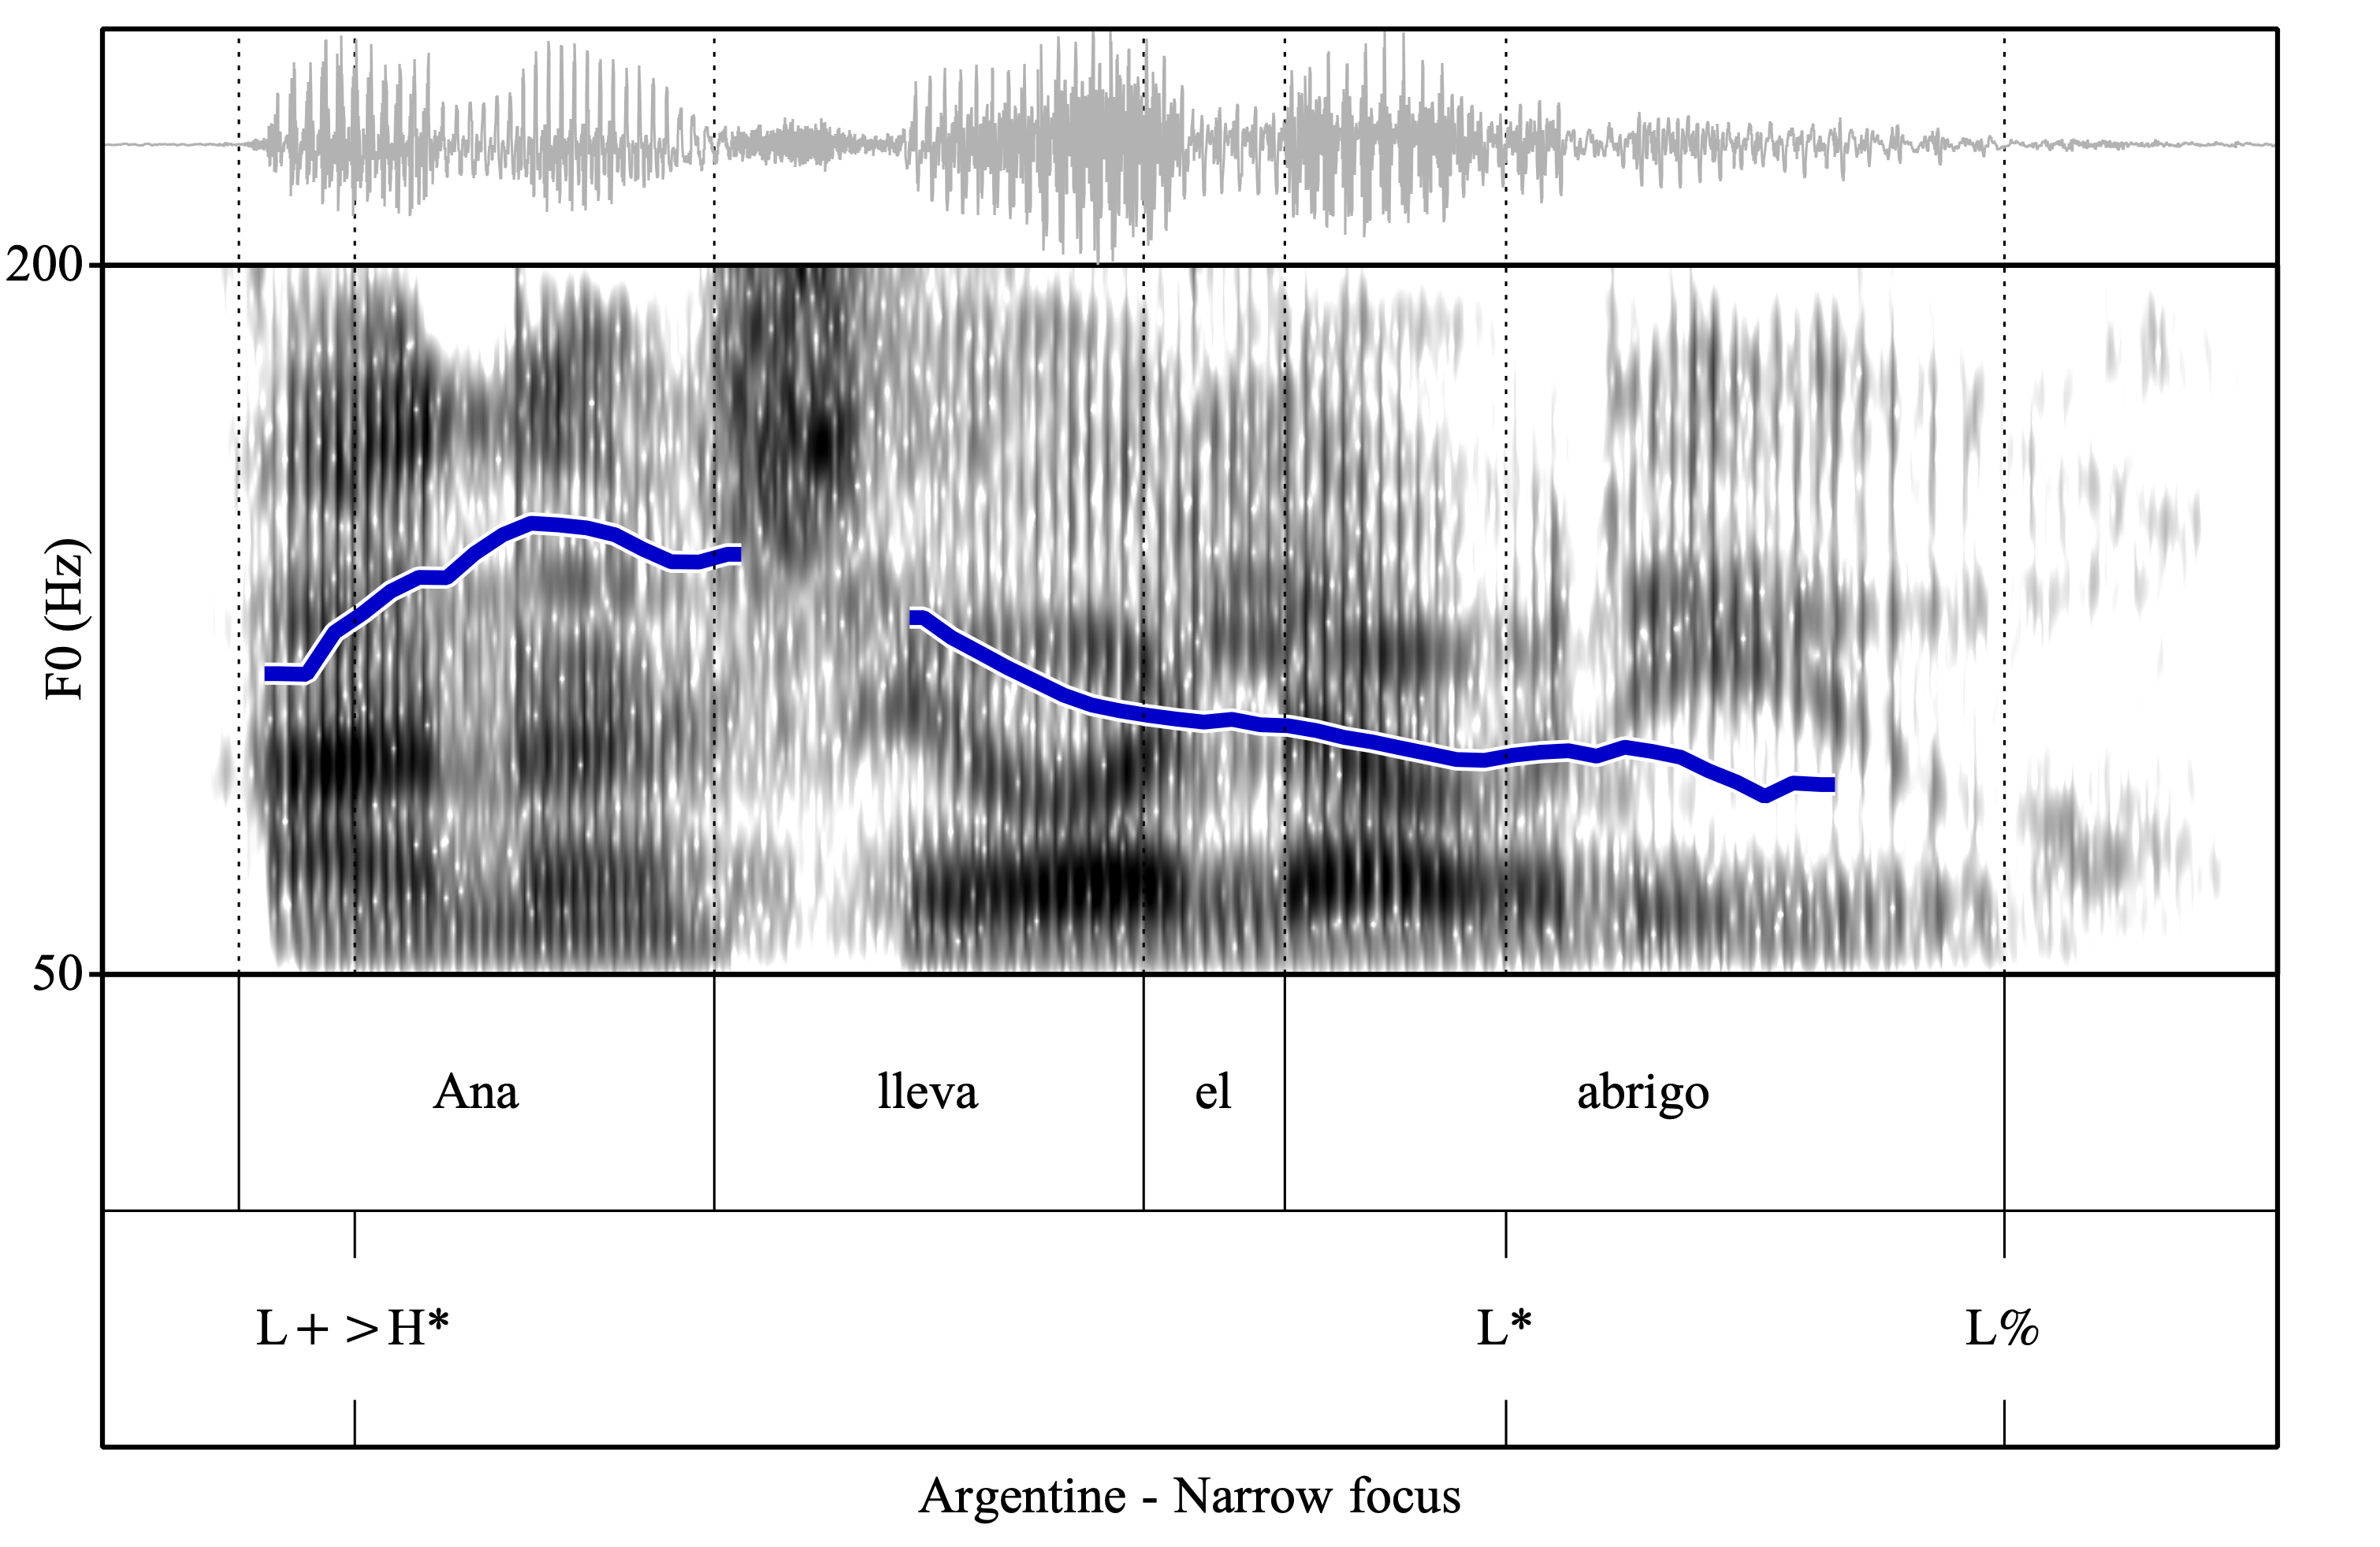 200
F0 (Hz)
50
Ana lleva el abrigo
L+>H* L* L%
Argentine - Narrow focus